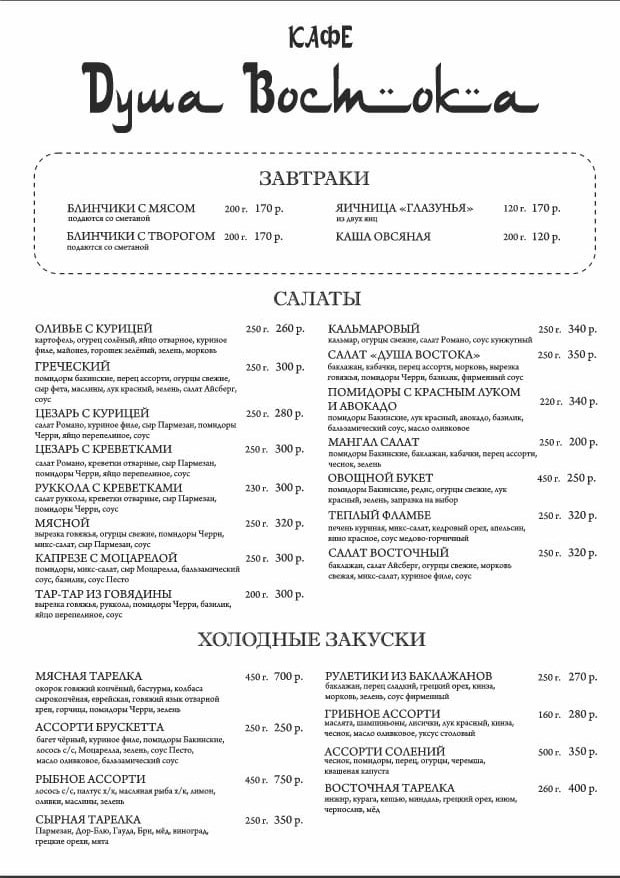 КАФЕ
Душа Востока
ЗАВТРАКИ
БЛИНЧИКИ С МЯСОМ 200 г. 170 р.
подаются со сметаной
БЛИНЧИКИ С ТВОРОГОМ 200 г. 170 р.
подаются со сметаной
ЯИЧНИЦА «ГЛАЗУНЬЯ» 120 г. 170 р.
из двух яиц
КАША ОВСЯНАЯ 200 г. 120 р.
САЛАТЫ
ОЛИВЬЕ С КУРИЦЕЙ 250 г. 260 р.
картофель, огурец солёный, яйцо отварное, куриное
филе, майонез, горошек зелёный, зелень, морковь
ГРЕЧЕСКИЙ 250 г. 300 р.
помидоры бакинские, перец ассорти, огурцы свежие,
сыр фета, маслины, лук красный, зелень, салат Айсберг,
соус
ЦЕЗАРЬ С КУРИЦЕЙ 250 г. 280 р.
салат Романо, куриное филе, сыр Пармезан, помидоры
Черри, яйцо перепелиное, соус
ЦЕЗАРЬ С КРЕВЕТКАМИ 250 г. 300 р.
салат Романо, креветки отварные, сыр Пармезан,
помидоры Черри, яйцо перепелиное, соус
РУККОЛА С КРЕВЕТКАМИ 230 г. 300 р.
салат руккола, креветки отварные, сыр Пармезан,
помидоры Черри, соус
МЯСНОЙ 250 г. 320 р.
вырезка говяжья, огурцы свежие, помидоры Черри,
микс-салат, сыр Пармезан, соус
КАПРЕЗЕ С МОЦАРЕЛОЙ 250 г. 300 р.
помидоры, микс-салат, сыр Моцарелла, бальзамический
соус, базилик, соус Песто
ТАР-ТАР ИЗ ГОВЯДИНЫ 200 г. 300 р.
вырезка говяжья, руккола, помидоры Черри, базилик,
яйцо перепелиное, соус
КАЛЬМАРОВЫЙ 250 г. 340 р.
кальмар, огурцы свежие, салат Романо, соус кунжутный
САЛАТ «ДУША ВОСТОКА» 250 г. 350 р.
баклажан, кабачки, перец ассорти, морковь, вырезка
говяжья, помидоры Черри, базилик, фирменный соус
ПОМИДОРЫ С КРАСНЫМ ЛУКОМ
И АВОКАДО 220 г. 340 р.
помидоры Бакинские, лук красный, авокадо, базилик,
бальзамический соус, масло оливковое
МАНГАЛ САЛАТ 250 г. 200 р.
помидоры Бакинские, баклажан, кабачки, перец ассорти,
чеснок, зелень
ОВОЩНОЙ БУКЕТ 450 г. 250 р.
помидоры Бакинские, редис, огурцы свежие, лук
красный, зелень, заправка на выбор
ТЕПЛЫЙ ФЛАМБЕ 250 г. 320 р.
печень куриная, микс-салат, кедровый орех, апельсин,
вино красное, соус медово-горчичный
САЛАТ ВОСТОЧНЫЙ 250 г. 320 р.
баклажан, салат Айсберг, огурцы свежие, морковь
свежая, микс-салат, куриное филе, соус
ХОЛОДНЫЕ ЗАКУСКИ
МЯСНАЯ ТАРЕЛКА 450 г. 700 р.
окорок говяжий копчёный, бастурма, колбаса
сырокопчёная, еврейская, говяжий язык отварной
хрен, горчица, помидоры Черри, зелень
АССОРТИ БРУСКЕТТА 250 г. 250 р.
багет чёрный, куриное филе, помидоры Бакинские,
лосось с/с, Моцарелла, зелень, соус Песто,
масло оливковое, бальзамический соус
РЫБНОЕ АССОРТИ 450 г. 750 р.
лосось с/с, палтус х/к, масляная рыба х/к, лимон,
оливки, маслины, зелень
СЫРНАЯ ТАРЕЛКА 250 г. 350 р.
Пармезан, Дор-Блю, Гауда, Бри, мёд, виноград,
грецкие орехи, мята
РУЛЕТИКИ ИЗ БАКЛАЖАНОВ 250 г. 270 р.
баклажан, перец сладкий, грецкий орех, кинза,
морковь, зелень, соус фирменный
ГРИБНОЕ АССОРТИ 160 г. 280 р.
маслята, шампиньоны, лисички, лук красный, кинза,
чеснок, масло оливковое, уксус столовый
АССОРТИ СОЛЕНИЙ 500 г. 350 р.
чеснок, помидоры, перец, огурцы, черемша,
квашеная капуста
ВОСТОЧНАЯ ТАРЕЛКА 260 г. 400 р.
инжир, курага, кешью, миндаль, грецкий орех, изюм,
чернослив, мёд